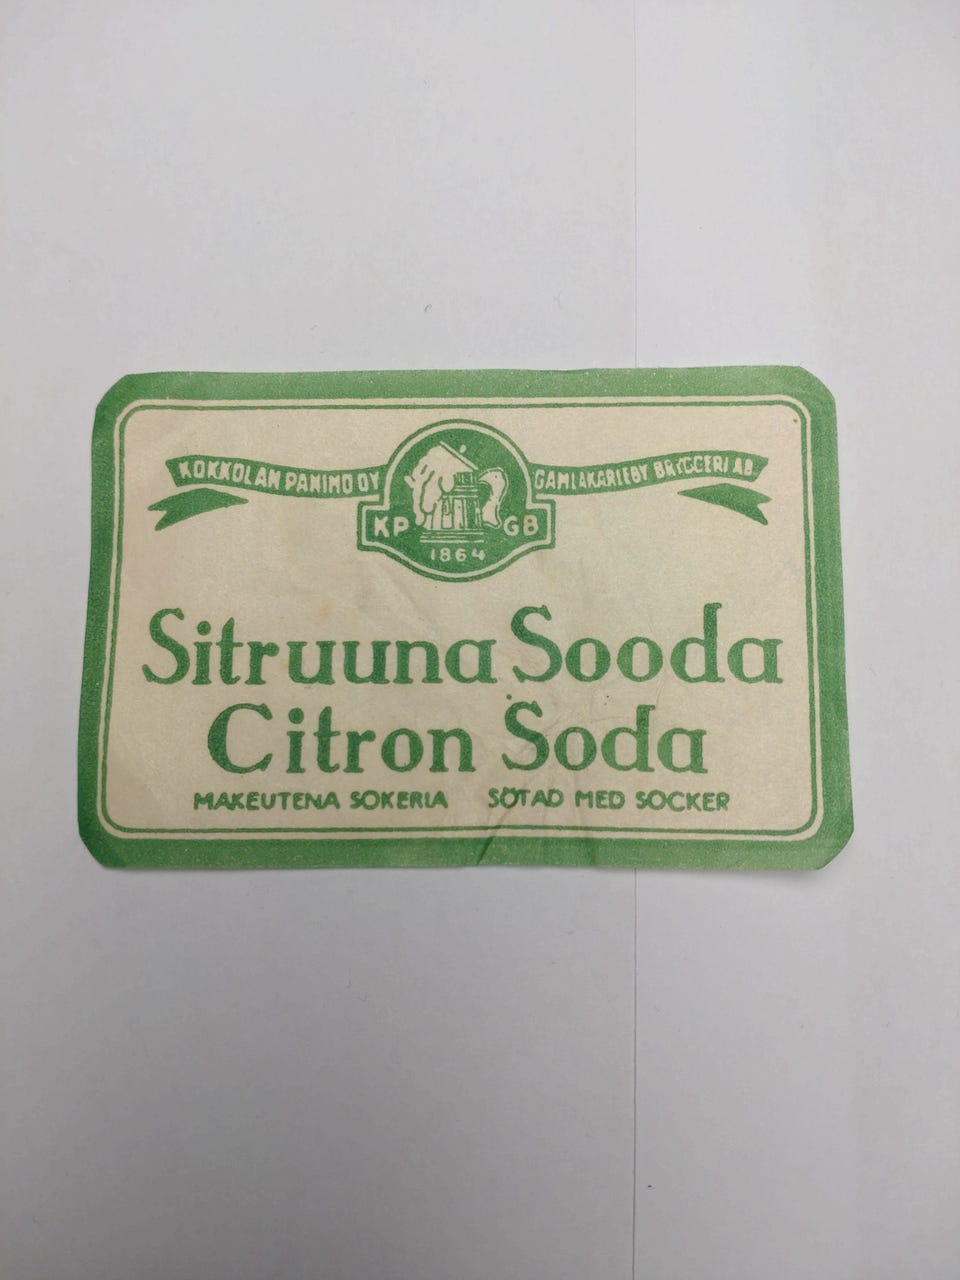 KOKKOLAN PANIMO OY
GAMLAKARLEBY BRYGGERI AB.
KP GB
1864
Sitruuna Sooda
Citron Soda
MAKEUTENA SOKERIA SÖTAD MED SOCKER